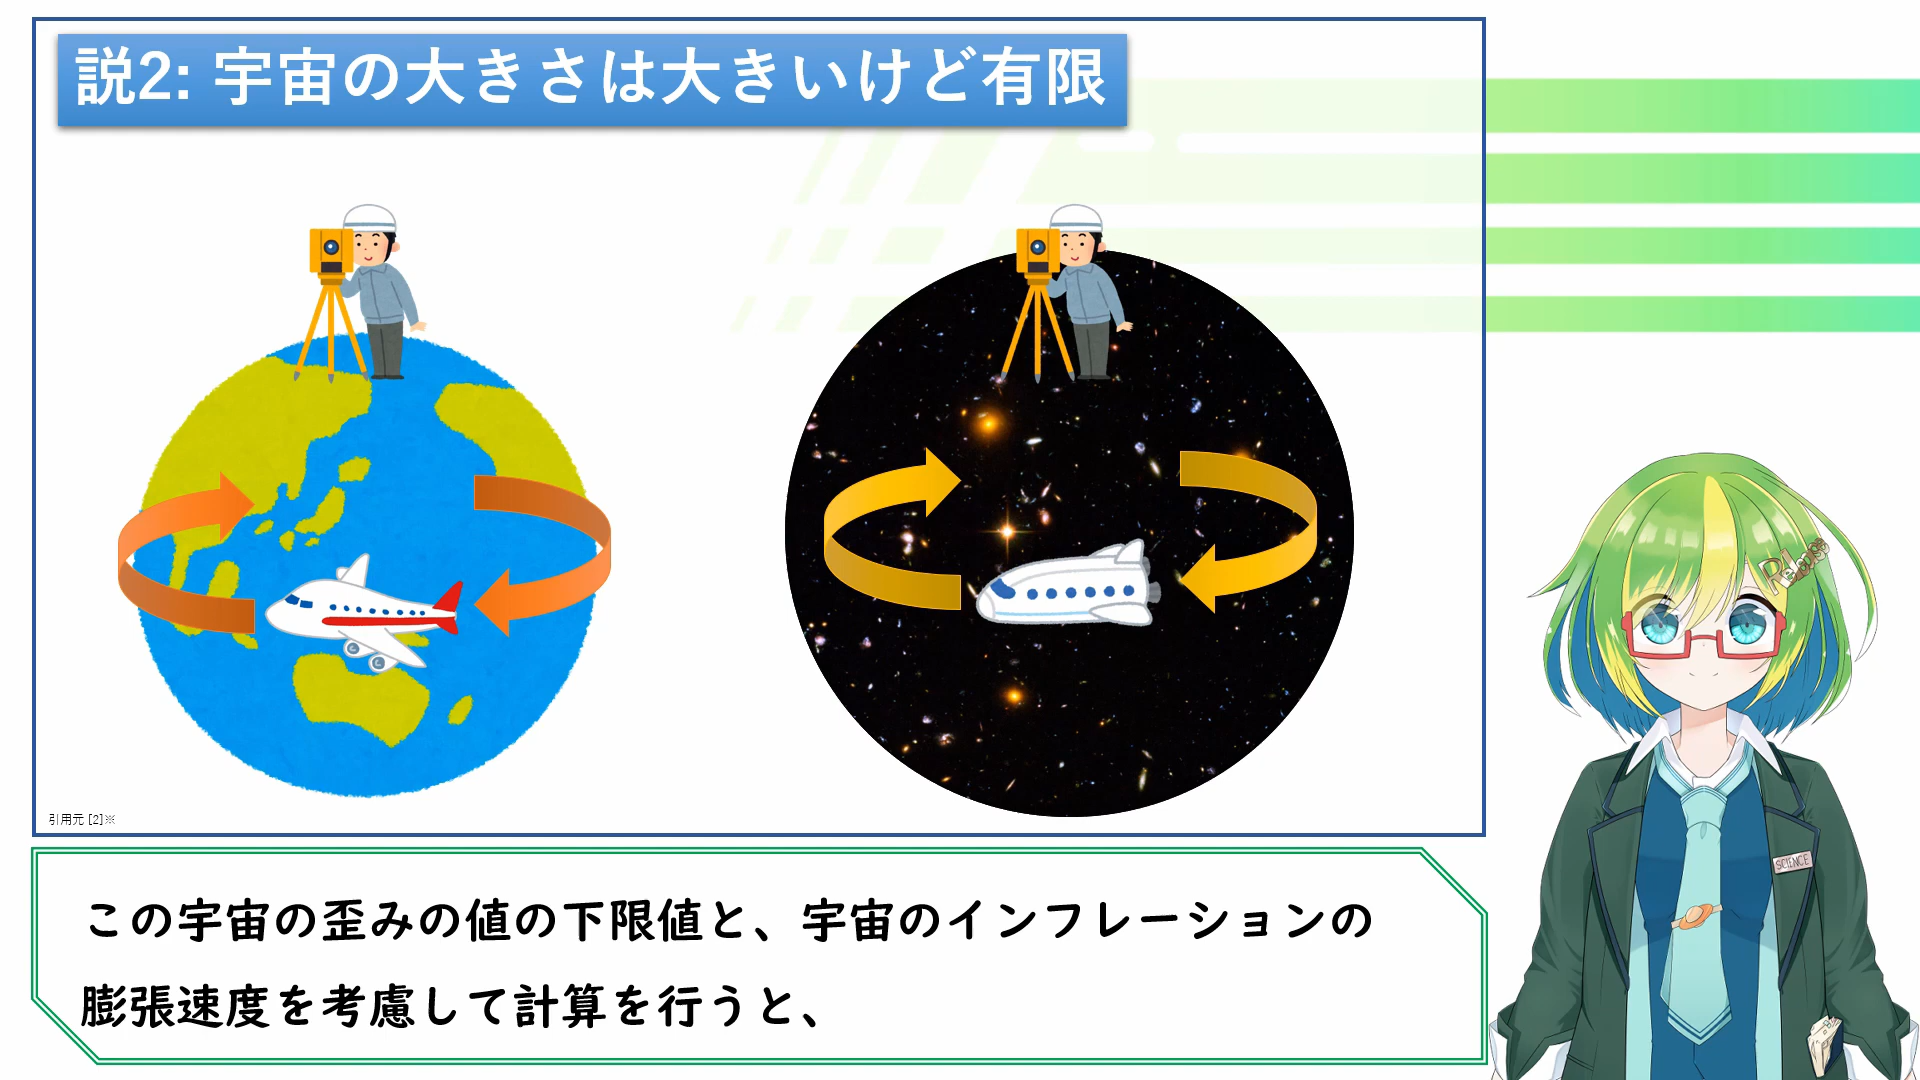 説2: 宇宙の大きさは大きいけど有限
Relounge
引用元 [2]※
SCIENCE
この宇宙の歪みの値の下限値と、宇宙のインフレーションの
膨張速度を考慮して計算を行うと、